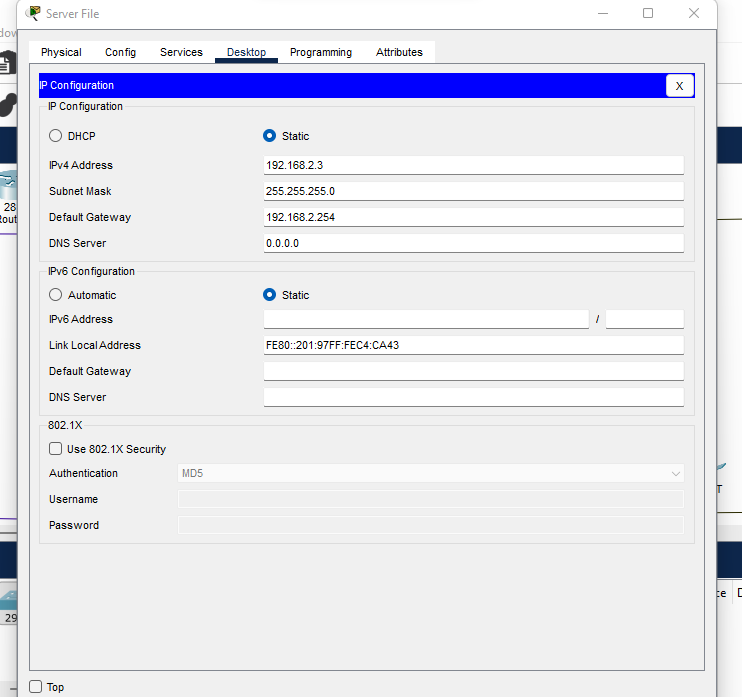 Server File
Physical Config Services Desktop Programming Attributes
IP Configuration X
IP Configuration
DHCP Static
IPv4 Address 192.168.2.3
Subnet Mask 255.255.255.0
Default Gateway 192.168.2.254
DNS Server 0.0.0.0
IPv6 Configuration
Automatic Static
IPv6 Address /
Link Local Address FE80::201:97FF:FEC4:CA43
Default Gateway
DNS Server
802.1X
Use 802.1X Security
Authentication MD5
Username
Password
Top
28
29